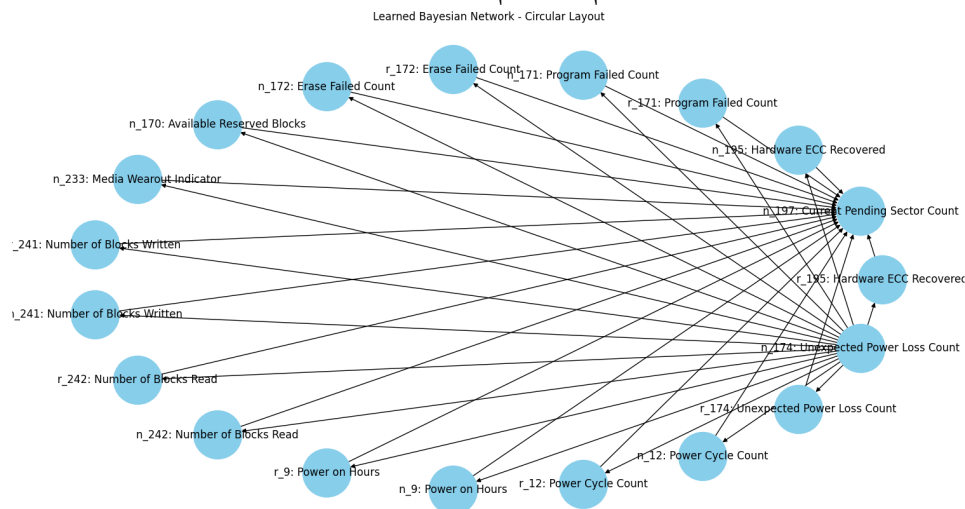 Learned Bayesian Network - Circular Layout
r_172: Erase Failed Count
n_171: Program Failed Count
n_172: Erase Failed Count
r_171: Program Failed Count
n_170: Available Reserved Blocks
n_195: Hardware ECC Recovered
n_233: Media Wearout Indicator
n_197: Current Pending Sector Count
_241: Number of Blocks Written
r_195: Hardware ECC Recovered
n_241: Number of Blocks Written
n_174: Unexpected Power Loss Count
r_242: Number of Blocks Read
r_174: Unexpected Power Loss Count
n_242: Number of Blocks Read
n_12: Power Cycle Count
r_9: Power on Hours
r_12: Power Cycle Count
n_9: Power on Hours